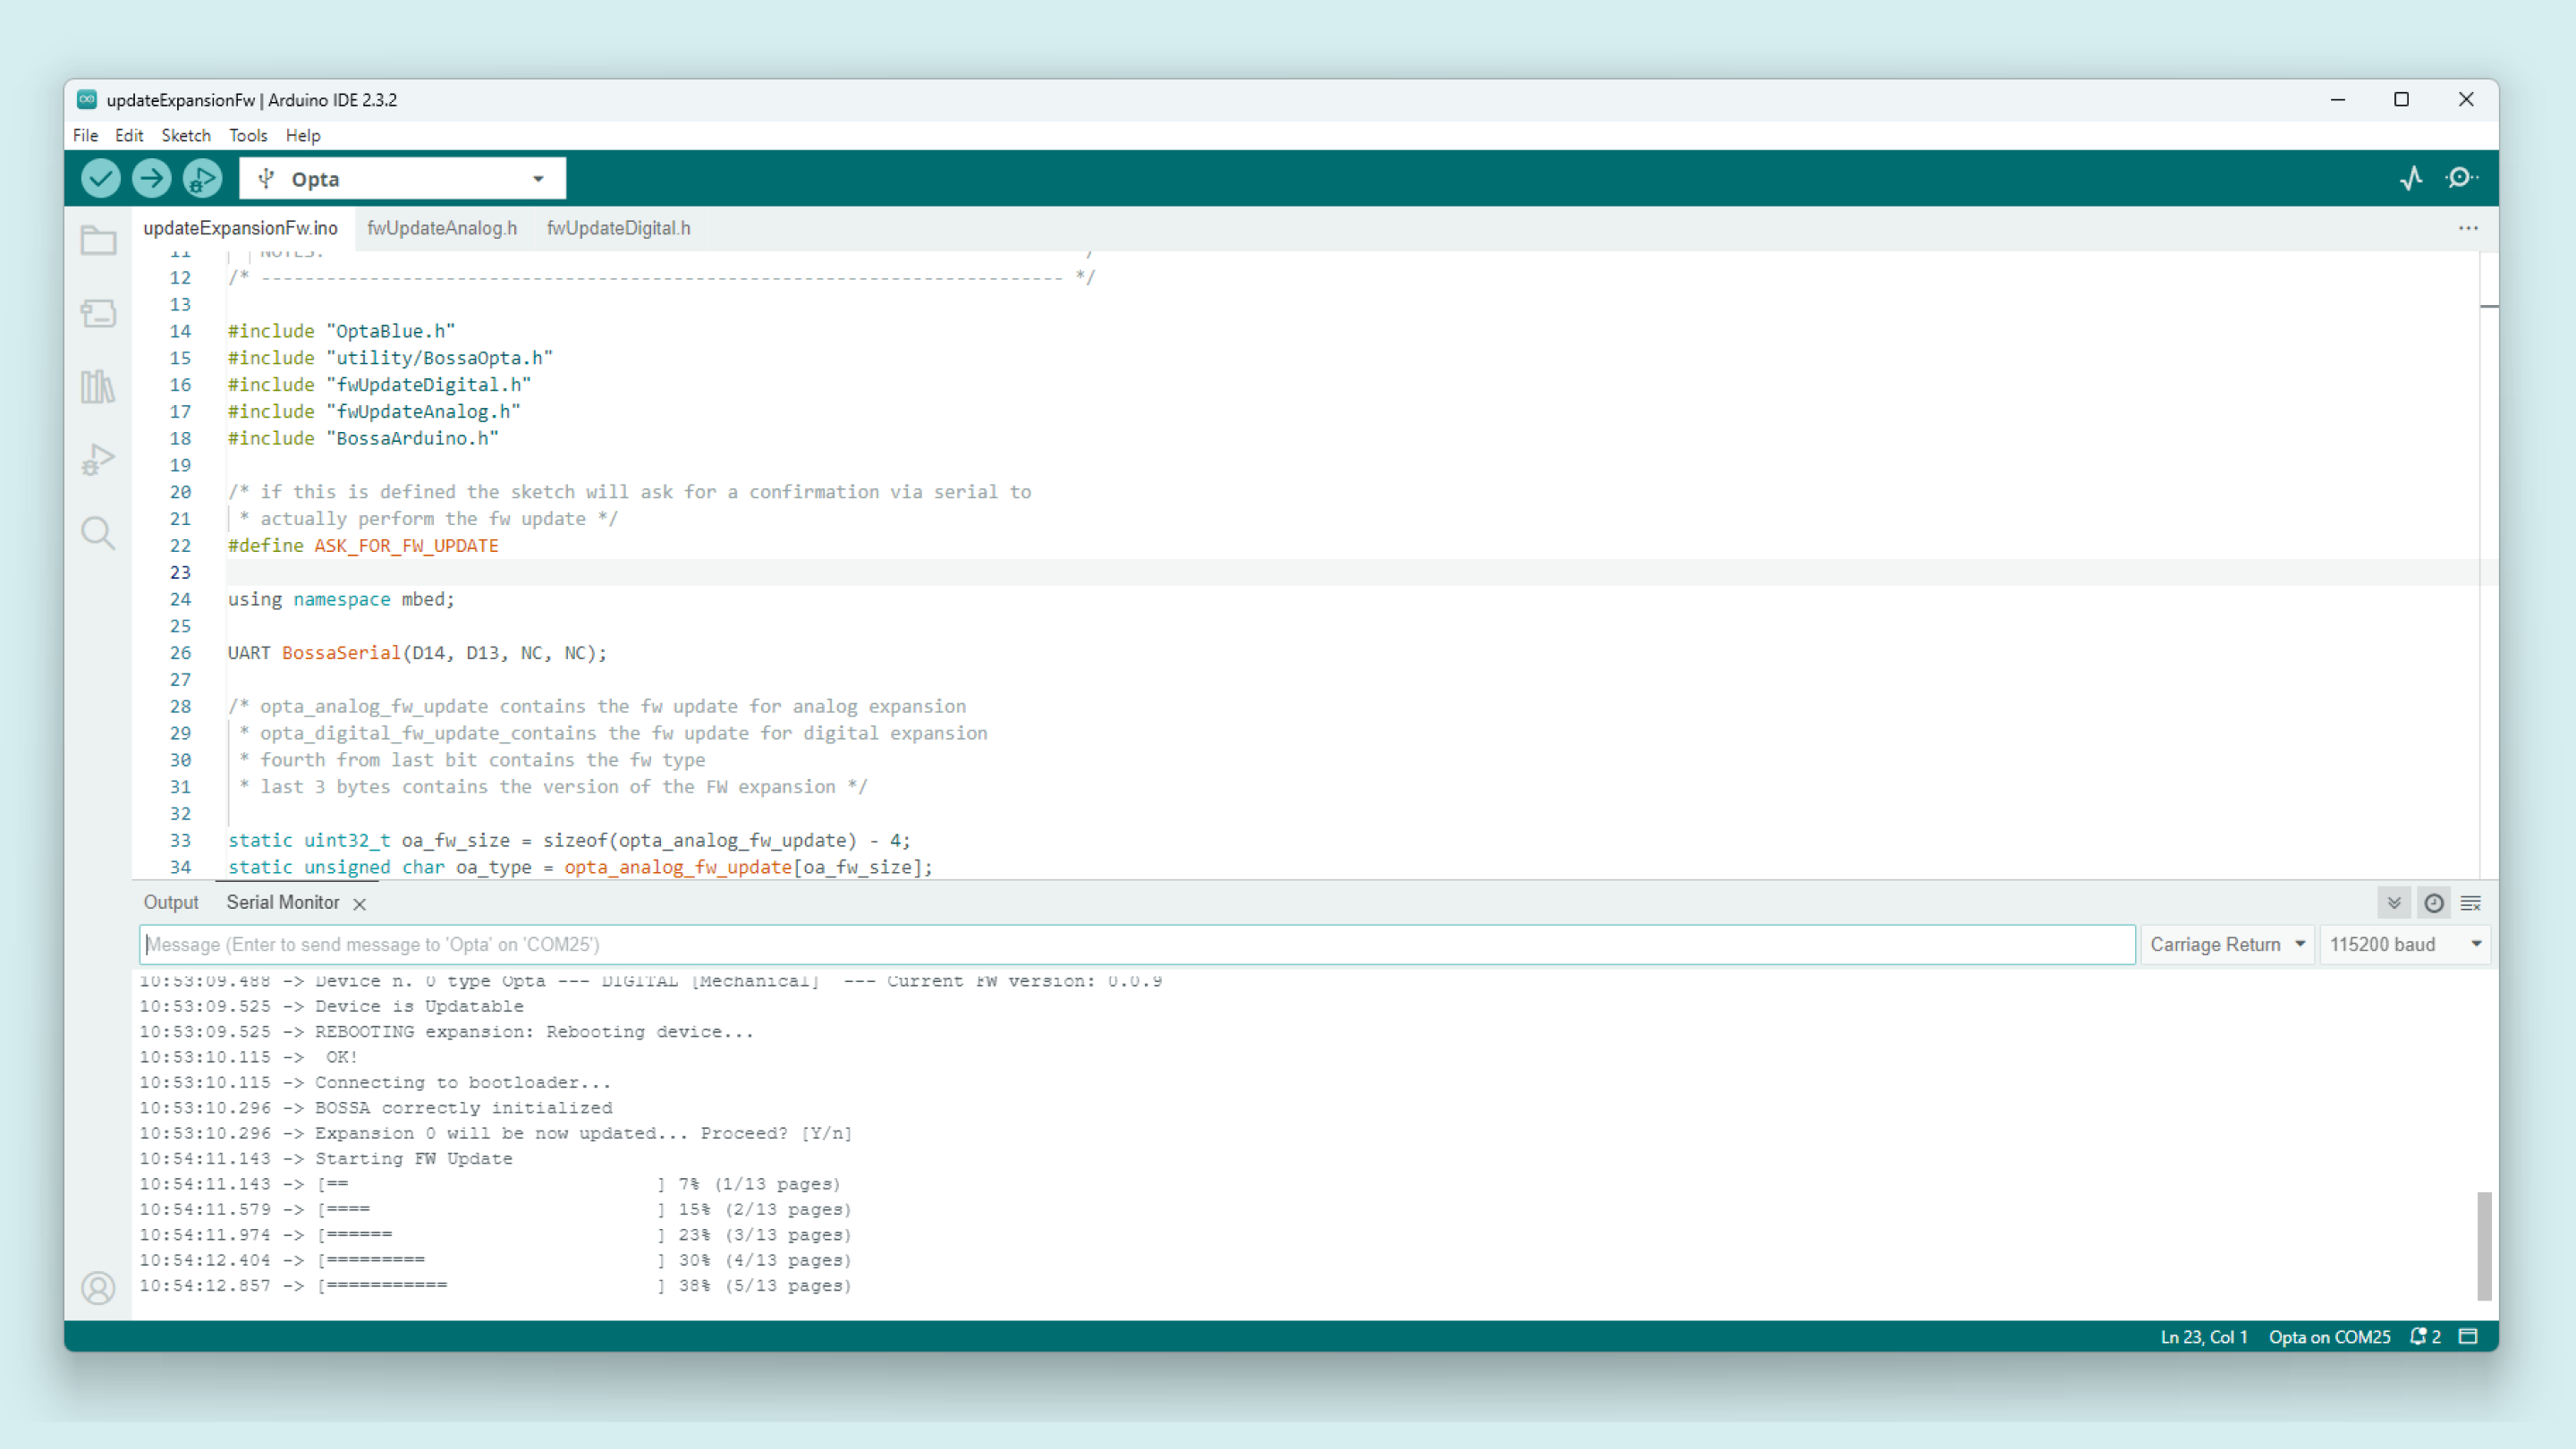 updateExpansionFw | Arduino IDE 2.3.2
File Edit Sketch Tools Help
Opta
updateExpansionFw.ino fwUpdateAnalog.h fwUpdateDigital.h
11 NOTES: */
12 /* -------------------------------------------------------------------------- */
13
14 #include "OptaBlue.h"
15 #include "utility/BossaOpta.h"
16 #include "fwUpdateDigital.h"
17 #include "fwUpdateAnalog.h"
18 #include "BossaArduino.h"
19
20 /* if this is defined the sketch will ask for a confirmation via serial to
21 * actually perform the fw update */
22 #define ASK_FOR_FW_UPDATE
23
24 using namespace mbed;
25
26 UART BossaSerial(D14, D13, NC, NC);
27
28 /* opta_analog_fw_update contains the fw update for analog expansion
29 * opta_digital_fw_update_contains the fw update for digital expansion
30 * fourth from last bit contains the fw type
31 * last 3 bytes contains the version of the FW expansion */
32
33 static uint32_t oa_fw_size = sizeof(opta_analog_fw_update) - 4;
34 static unsigned char oa_type = opta_analog_fw_update[oa_fw_size];
Output Serial Monitor
Message (Enter to send message to 'Opta' on 'COM25') Carriage Return 115200 baud
10:53:09.488 -> Device n. 0 type Opta --- DIGITAL [Mechanical]  --- Current FW version: 0.0.9
10:53:09.525 -> Device is Updatable
10:53:09.525 -> REBOOTING expansion: Rebooting device...
10:53:10.115 ->  OK!
10:53:10.115 -> Connecting to bootloader...
10:53:10.296 -> BOSSA correctly initialized
10:53:10.296 -> Expansion 0 will be now updated... Proceed? [Y/n]
10:54:11.143 -> Starting FW Update
10:54:11.143 -> [==                            ] 7% (1/13 pages)
10:54:11.579 -> [====                          ] 15% (2/13 pages)
10:54:11.974 -> [======                        ] 23% (3/13 pages)
10:54:12.404 -> [=========                     ] 30% (4/13 pages)
10:54:12.857 -> [===========                   ] 38% (5/13 pages)
Ln 23, Col 1 Opta on COM25 2